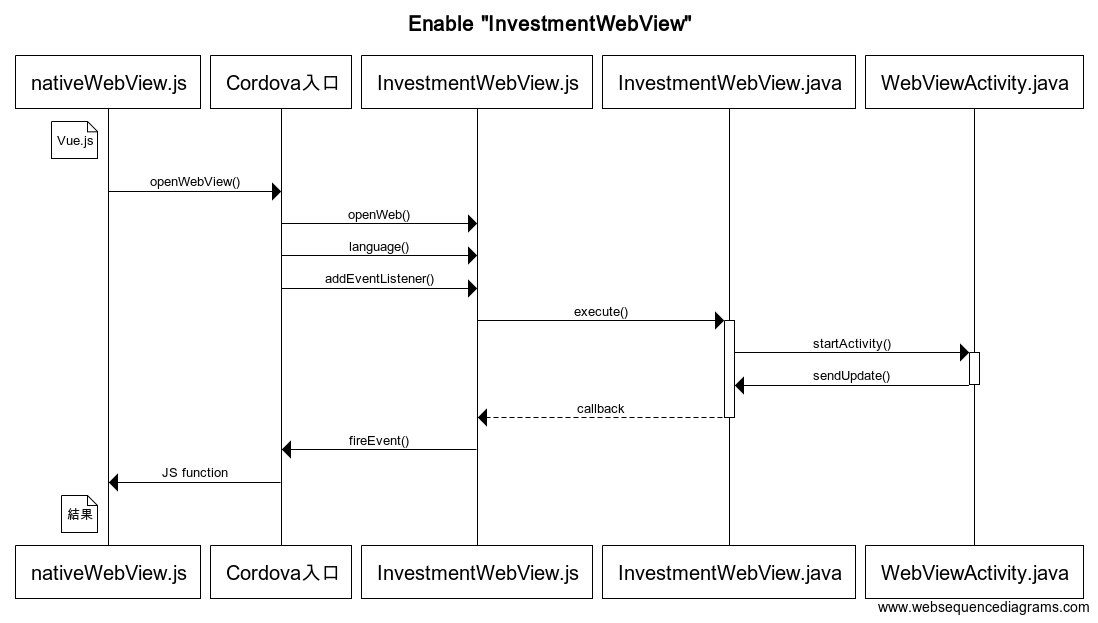 Enable "InvestmentWebView"
nativeWebView.js
Cordova入口
InvestmentWebView.js
InvestmentWebView.java
WebViewActivity.java
Vue.js
openWebView()
openWeb()
language()
addEventListener()
execute()
startActivity()
sendUpdate()
callback
fireEvent()
JS function
結果
nativeWebView.js
Cordova入口
InvestmentWebView.js
InvestmentWebView.java
WebViewActivity.java
www.websequencediagrams.com